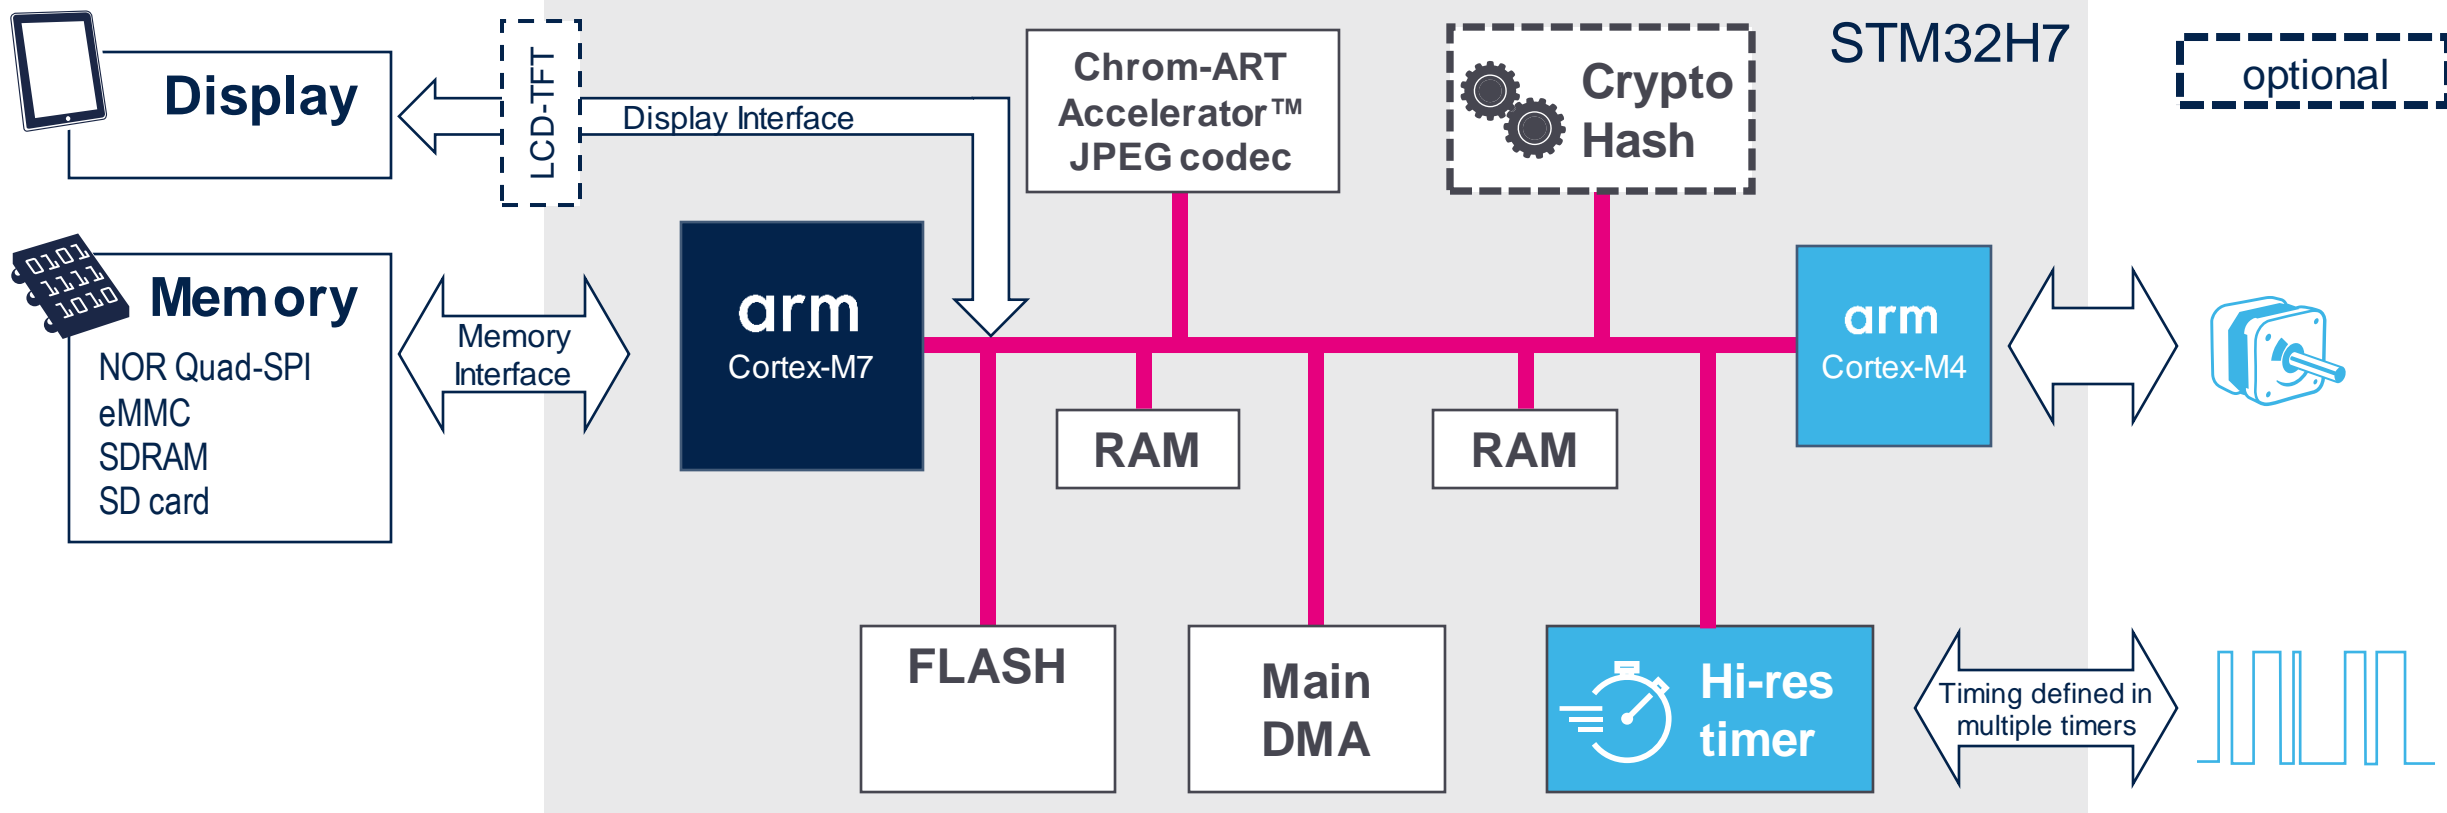 STM32H7
optional
Display
LCD-TFT
Display Interface
Chrom-ART
Accelerator™
JPEG codec
Crypto
Hash
0101
1111
1010
Memory
NOR Quad-SPI
eMMC
SDRAM
SD card
Memory
Interface
arm
Cortex-M7
arm
Cortex-M4
RAM
RAM
FLASH
Main
DMA
Hi-res
timer
Timing defined in
multiple timers